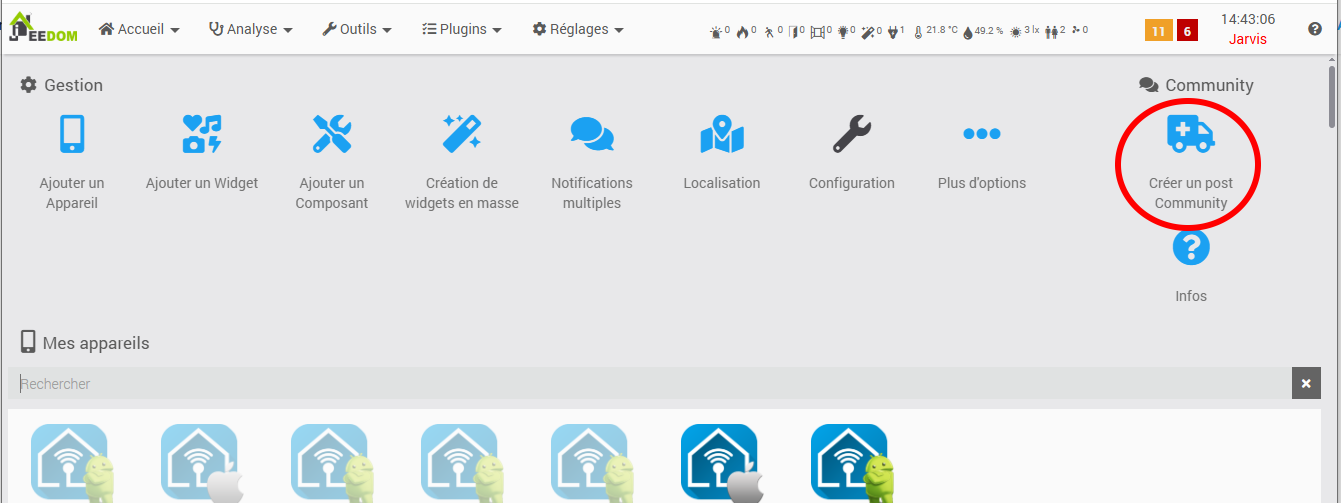 JEEDOM Accueil Analyse Outils Plugins Réglages 0 0 0 0 0 0 0 1 21.8 °C 49.2 % 3 lx 2 0 11 6 14:43:06
Jarvis
Gestion Community
Ajouter un Appareil
Ajouter un Widget
Ajouter un Composant
Création de widgets en masse
Notifications multiples
Localisation
Configuration
Plus d'options
Créer un post Community
Infos
Mes appareils
Rechercher